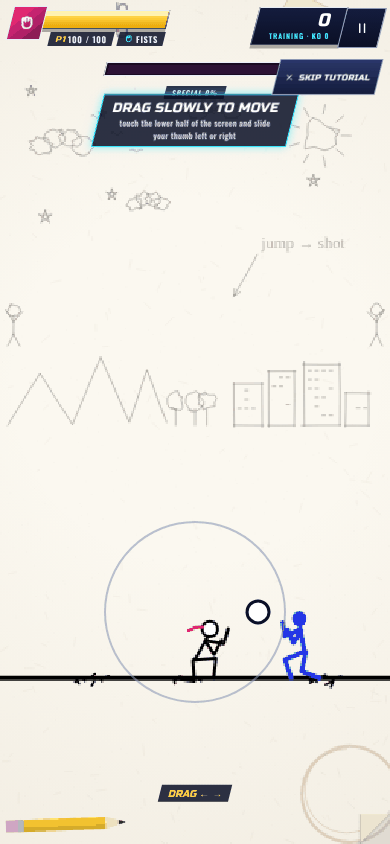 0
P1 100 / 100
FISTS
TRAINING · KO 0
× SKIP TUTORIAL
SPECIAL 0%
DRAG SLOWLY TO MOVE
touch the lower half of the screen and slide
your thumb left or right
jump → shot
DRAG ← →